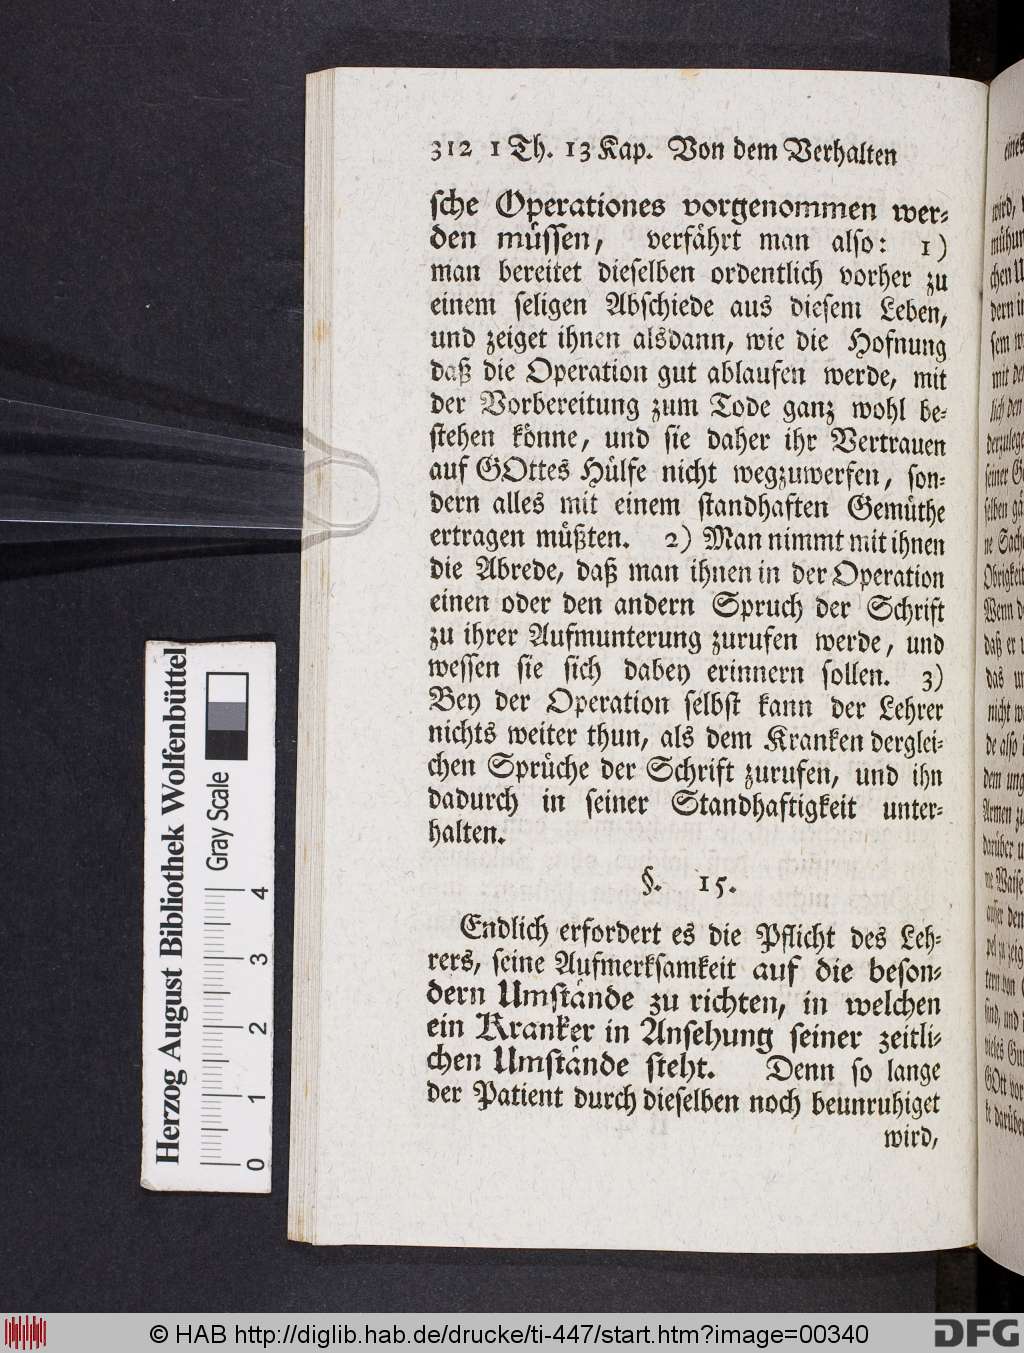 312 1 Th. 13 Kap. Von dem Verhalten
sche Operationes vorgenommen wer-
den müssen, verfährt man also: 1)
man bereitet dieselben ordentlich vorher zu
einem seligen Abschiede aus diesem Leben,
und zeiget ihnen alsdann, wie die Hofnung
daß die Operation gut ablaufen werde, mit
der Vorbereitung zum Tode ganz wohl be-
stehen könne, und sie daher ihr Vertrauen
auf GOttes Hülfe nicht wegzuwerfen, son-
dern alles mit einem standhaften Gemüthe
ertragen müßten. 2) Man nimmt mit ihnen
die Abrede, daß man ihnen in der Operation
einen oder den andern Spruch der Schrift
zu ihrer Aufmunterung zurufen werde, und
wessen sie sich dabey erinnern sollen. 3)
Bey der Operation selbst kann der Lehrer
nichts weiter thun, als dem Kranken derglei-
chen Sprüche der Schrift zurufen, und ihn
dadurch in seiner Standhaftigkeit unter-
halten.
§. 15.
Endlich erfordert es die Pflicht des Leh-
rers, seine Aufmerksamkeit auf die beson-
dern Umstände zu richten, in welchen
ein Kranker in Ansehung seiner zeitli-
chen Umstände steht. Denn so lange
der Patient durch dieselben noch beunruhiget
wird,
Herzog August Bibliothek Wolfenbüttel
Gray Scale
0 1 2 3 4
© HAB http://diglib.hab.de/drucke/ti-447/start.htm?image=00340
DFG